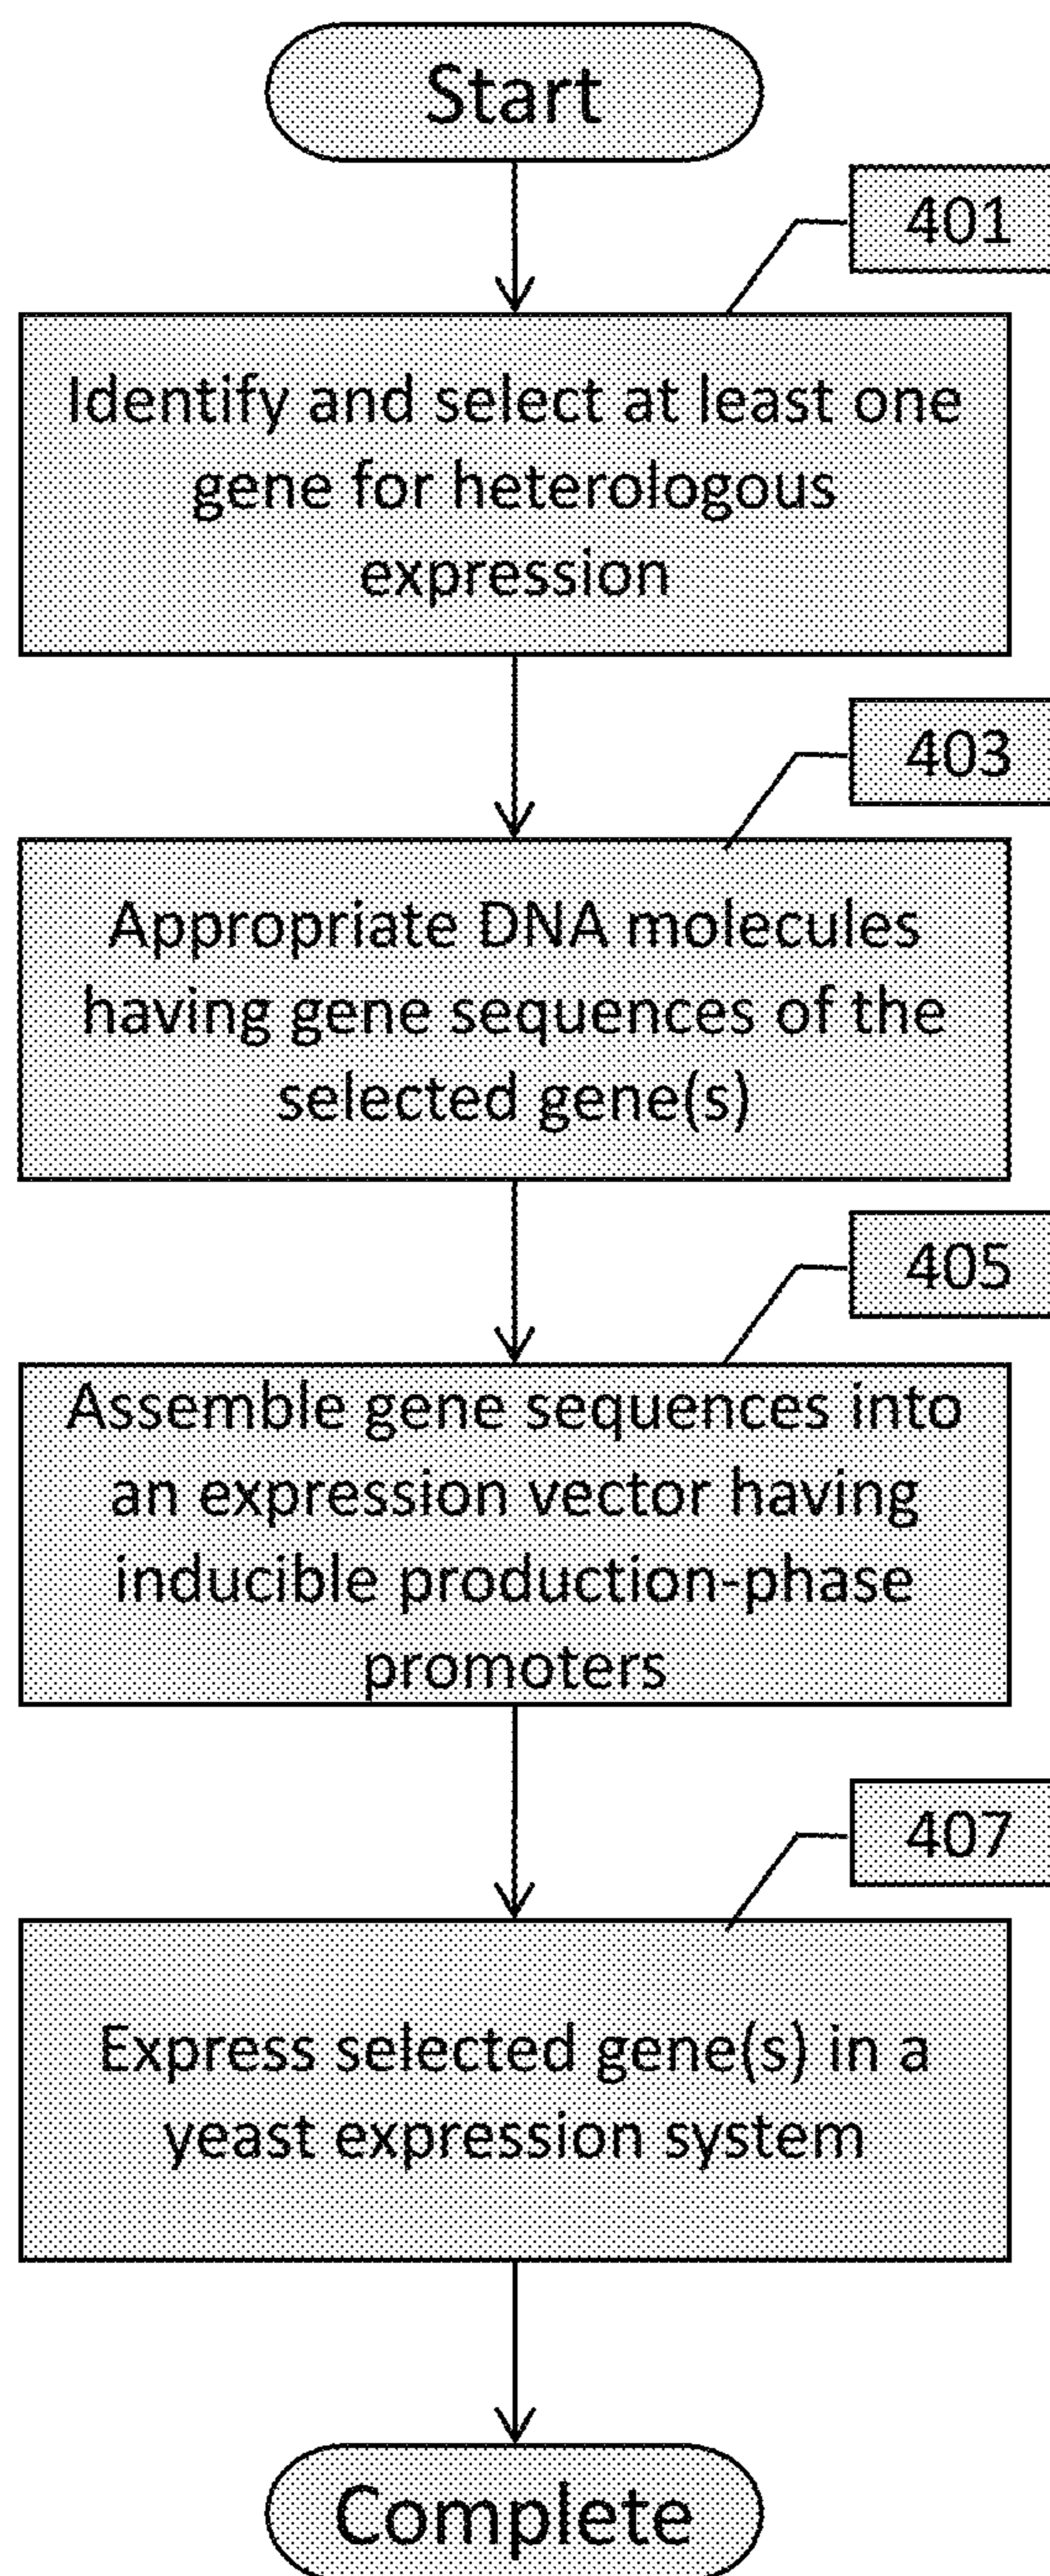 Start
401
Identify and select at least one
gene for heterologous
expression
403
Appropriate DNA molecules
having gene sequences of the
selected gene(s)
405
Assemble gene sequences into
an expression vector having
inducible production-phase
promoters
407
Express selected gene(s) in a
yeast expression system
Complete